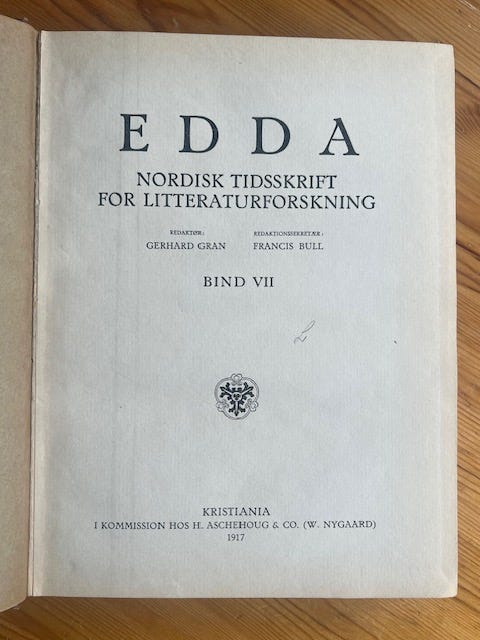 EDDA
NORDISK TIDSSKRIFT
FOR LITTERATURFORSKNING
REDAKTØR: REDAKTIONSSEKRETÆR:
GERHARD GRAN FRANCIS BULL
BIND VII
KRISTIANIA
I KOMMISSION HOS H. ASCHEHOUG & CO. (W. NYGAARD)
1917